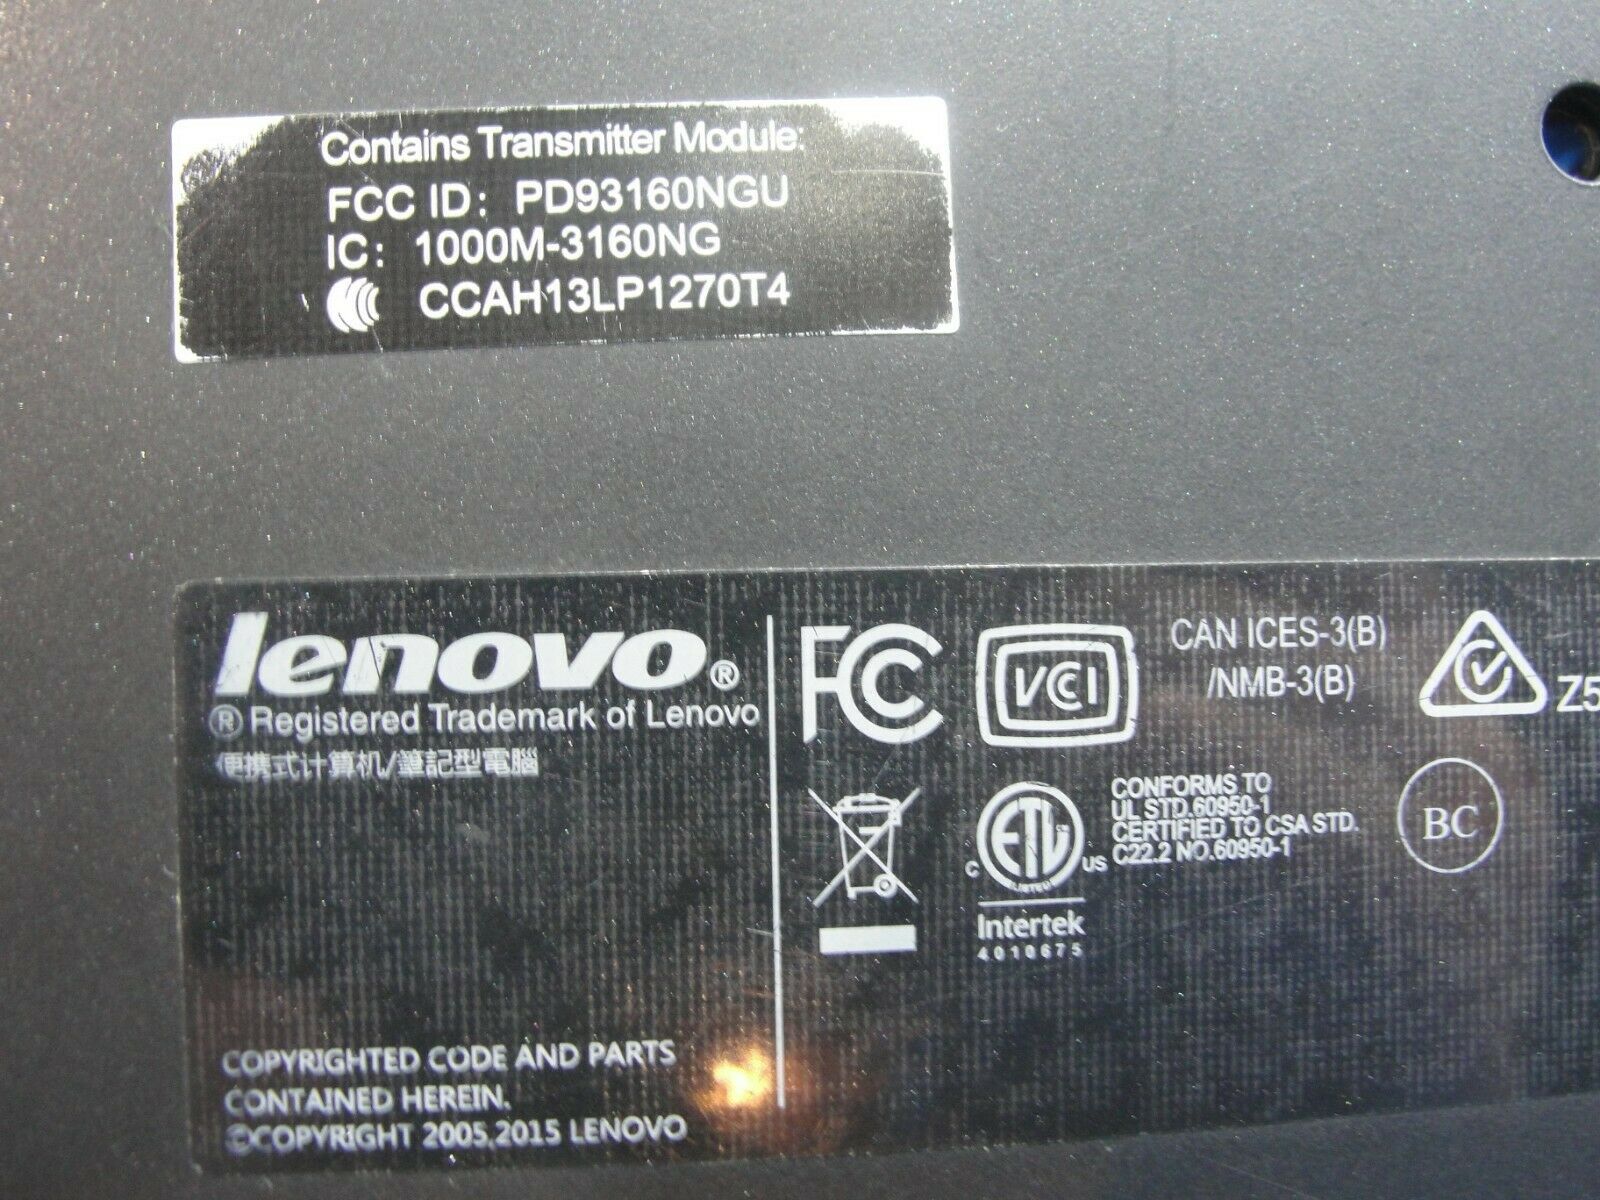 Contains Transmitter Module:
FCC ID: PD93160NGU
IC: 1000M-3160NG
CCAH13LP1270T4
lenovo®
® Registered Trademark of Lenovo
便携式计算机/筆記型電腦
COPYRIGHTED CODE AND PARTS
CONTAINED HEREIN.
©COPYRIGHT 2005,2015 LENOVO
FC
VCCI
CAN ICES-3(B)
/NMB-3(B)
Z5
C ETL US
LISTED
Intertek
4010675
CONFORMS TO
UL STD.60950-1
CERTIFIED TO CSA STD.
C22.2 NO.60950-1
BC